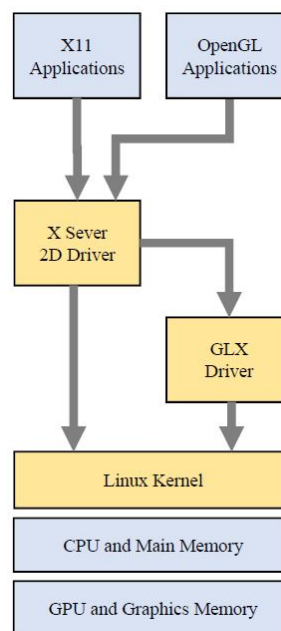 X11
Applications
OpenGL
Applications
X Sever
2D Driver
GLX
Driver
Linux Kernel
CPU and Main Memory
GPU and Graphics Memory